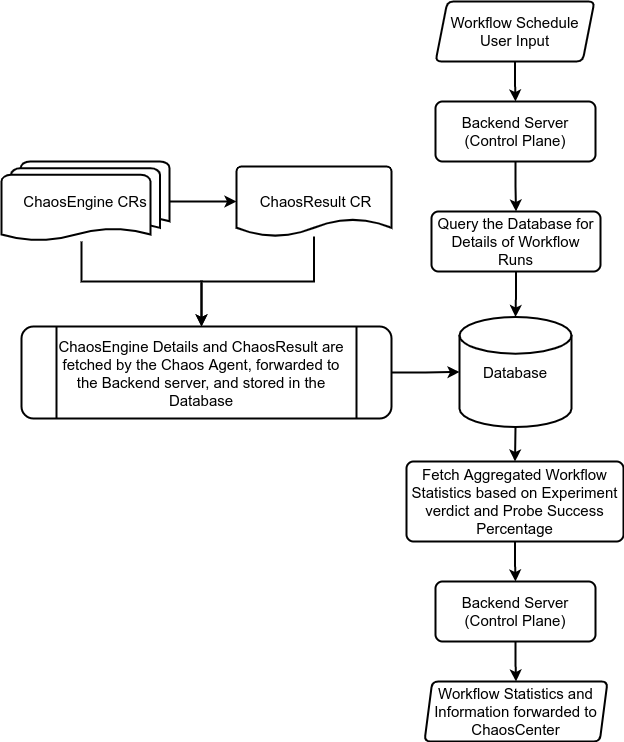 Workflow Schedule
User Input
Backend Server
(Control Plane)
ChaosEngine CRs
ChaosResult CR
Query the Database for
Details of Workflow
Runs
ChaosEngine Details and ChaosResult are
fetched by the Chaos Agent, forwarded to
the Backend server, and stored in the
Database
Database
Fetch Aggregated Workflow
Statistics based on Experiment
verdict and Probe Success
Percentage
Backend Server
(Control Plane)
Workflow Statistics and
Information forwarded to
ChaosCenter